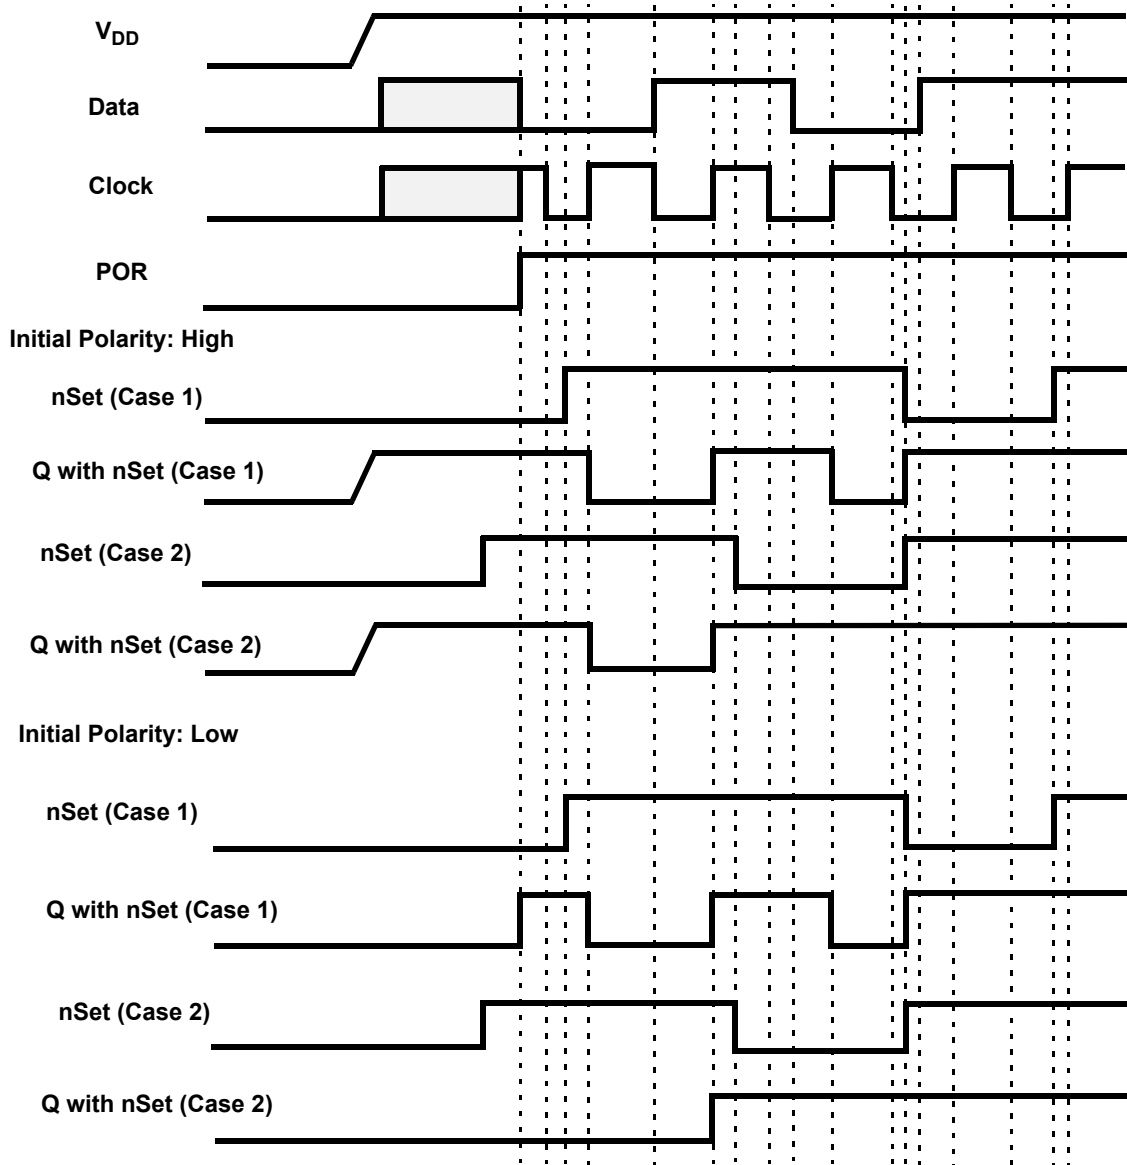 VDD
Data
Clock
POR
Initial Polarity: High
nSet (Case 1)
Q with nSet (Case 1)
nSet (Case 2)
Q with nSet (Case 2)
Initial Polarity: Low
nSet (Case 1)
Q with nSet (Case 1)
nSet (Case 2)
Q with nSet (Case 2)